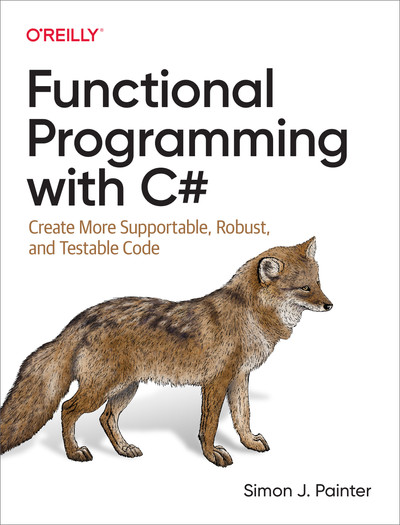 O'REILLY®
Functional
Programming
with C#
Create More Supportable, Robust,
and Testable Code
Simon J. Painter